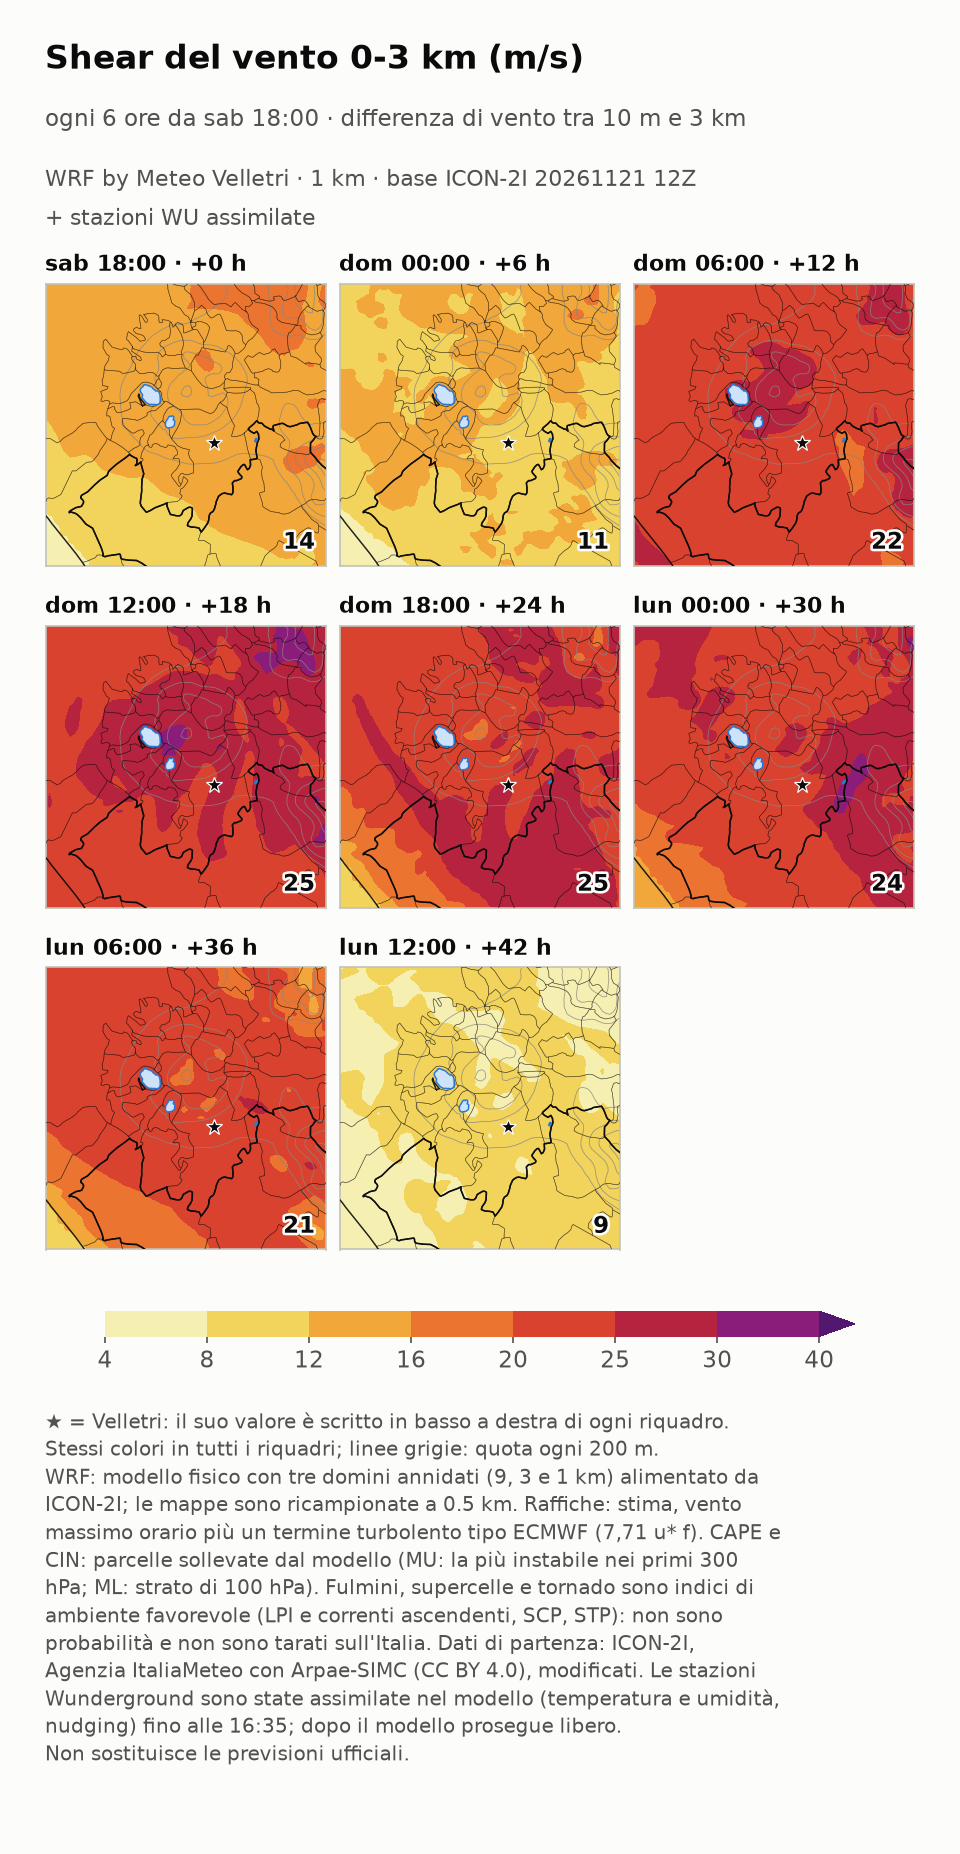 Shear del vento 0-3 km (m/s)
ogni 6 ore da sab 18:00 · differenza di vento tra 10 m e 3 km
WRF by Meteo Velletri · 1 km · base ICON-2I 20261121 12Z
+ stazioni WU assimilate
sab 18:00 · +0 h
dom 00:00 · +6 h
dom 06:00 · +12 h
14
11
22
dom 12:00 · +18 h
dom 18:00 · +24 h
lun 00:00 · +30 h
25
25
24
lun 06:00 · +36 h
lun 12:00 · +42 h
21
9
4 8 12 16 20 25 30 40
★ = Velletri: il suo valore è scritto in basso a destra di ogni riquadro.
Stessi colori in tutti i riquadri; linee grigie: quota ogni 200 m.
WRF: modello fisico con tre domini annidati (9, 3 e 1 km) alimentato da
ICON-2I; le mappe sono ricampionate a 0.5 km. Raffiche: stima, vento
massimo orario più un termine turbolento tipo ECMWF (7,71 u* f). CAPE e
CIN: parcelle sollevate dal modello (MU: la più instabile nei primi 300
hPa; ML: strato di 100 hPa). Fulmini, supercelle e tornado sono indici di
ambiente favorevole (LPI e correnti ascendenti, SCP, STP): non sono
probabilità e non sono tarati sull'Italia. Dati di partenza: ICON-2I,
Agenzia ItaliaMeteo con Arpae-SIMC (CC BY 4.0), modificati. Le stazioni
Wunderground sono state assimilate nel modello (temperatura e umidità,
nudging) fino alle 16:35; dopo il modello prosegue libero.
Non sostituisce le previsioni ufficiali.